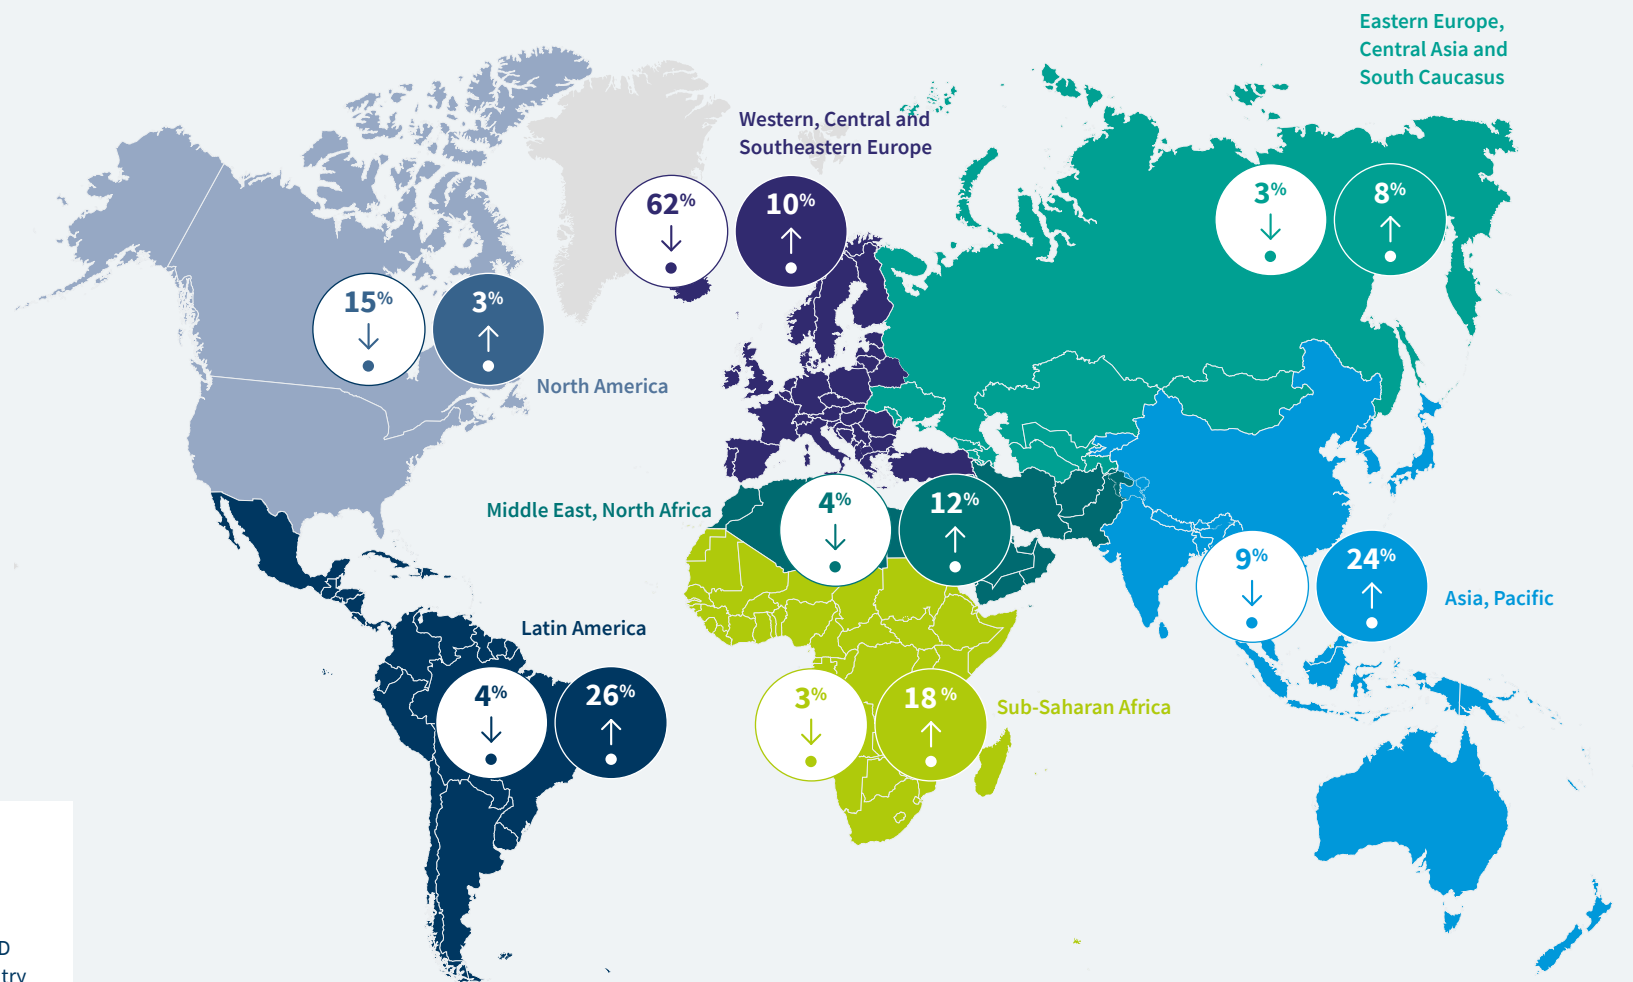 Eastern Europe,
Central Asia and
South Caucasus
Western, Central and
Southeastern Europe
62%
10%
3%
8%
15%
3%
North America
Middle East, North Africa
4%
12%
9%
24%
Asia, Pacific
Latin America
4%
26%
3%
18 %
Sub-Saharan Africa
D
try